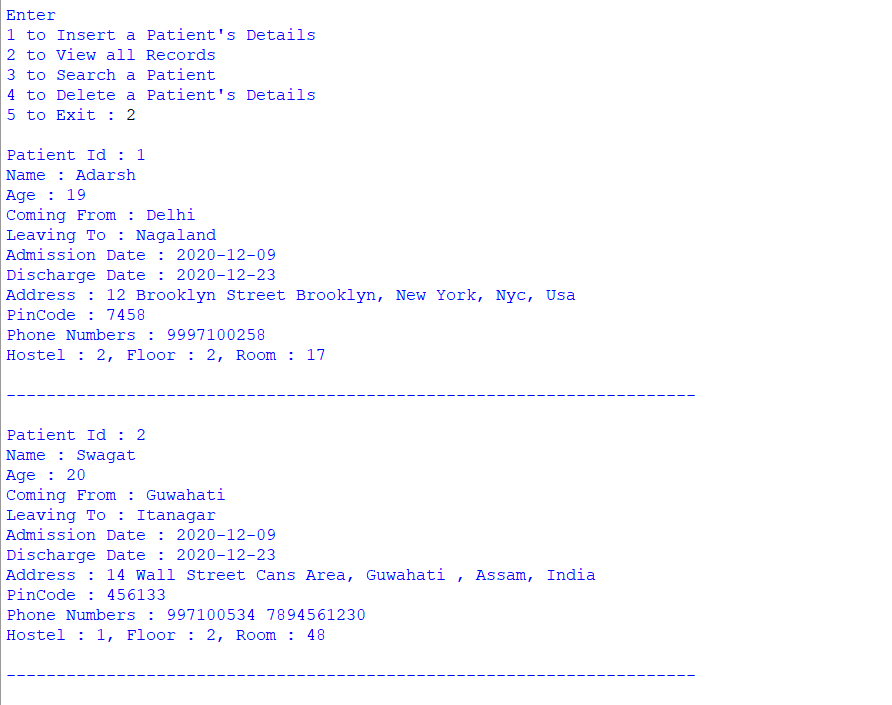 Enter
1 to Insert a Patient's Details
2 to View all Records
3 to Search a Patient
4 to Delete a Patient's Details
5 to Exit : 2
Patient Id : 1
Name : Adarsh
Age : 19
Coming From : Delhi
Leaving To : Nagaland
Admission Date : 2020-12-09
Discharge Date : 2020-12-23
Address : 12 Brooklyn Street Brooklyn, New York, Nyc, Usa
PinCode : 7458
Phone Numbers : 9997100258
Hostel : 2, Floor : 2, Room : 17
---------------------------------------------------------------------
Patient Id : 2
Name : Swagat
Age : 20
Coming From : Guwahati
Leaving To : Itanagar
Admission Date : 2020-12-09
Discharge Date : 2020-12-23
Address : 14 Wall Street Cans Area, Guwahati , Assam, India
PinCode : 456133
Phone Numbers : 997100534 7894561230
Hostel : 1, Floor : 2, Room : 48
---------------------------------------------------------------------